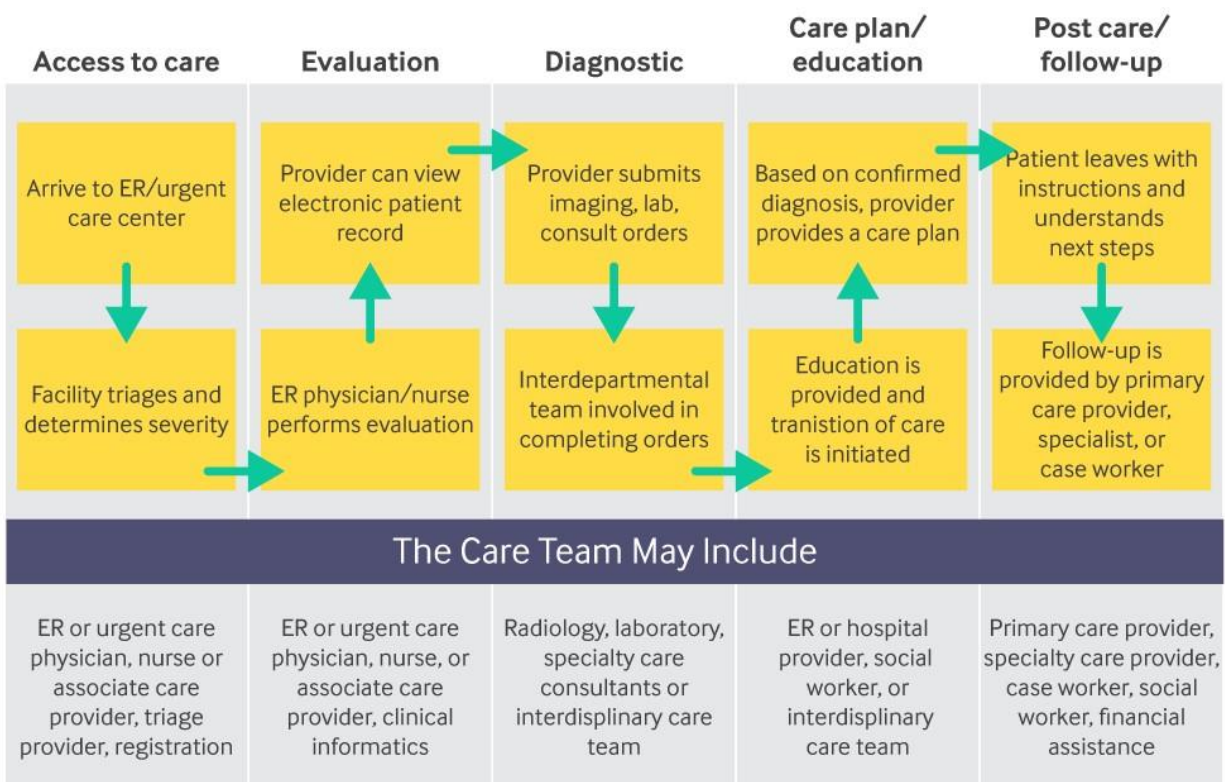 Access to care
Evaluation
Diagnostic
Care plan/
education
Post care/
follow-up
Arrive to ER/urgent
care center
Provider can view
electronic patient
record
Provider submits
imaging, lab,
consult orders
Based on confirmed
diagnosis, provider
provides a care plan
Patient leaves with
instructions and
understands
next steps
Facility triages and
determines severity
ER physician/nurse
performs evaluation
Interdepartmental
team involved in
completing orders
Education is
provided and
tranistion of care
is initiated
Follow-up is
provided by primary
care provider,
specialist, or
case worker
The Care Team May Include
ER or urgent care
physician, nurse or
associate care
provider, triage
provider, registration
ER or urgent care
physician, nurse, or
associate care
provider, clinical
informatics
Radiology, laboratory,
specialty care
consultants or
interdisplinary care
team
ER or hospital
provider, social
worker, or
interdisplinary
care team
Primary care provider,
specialty care provider,
case worker, social
worker, financial
assistance